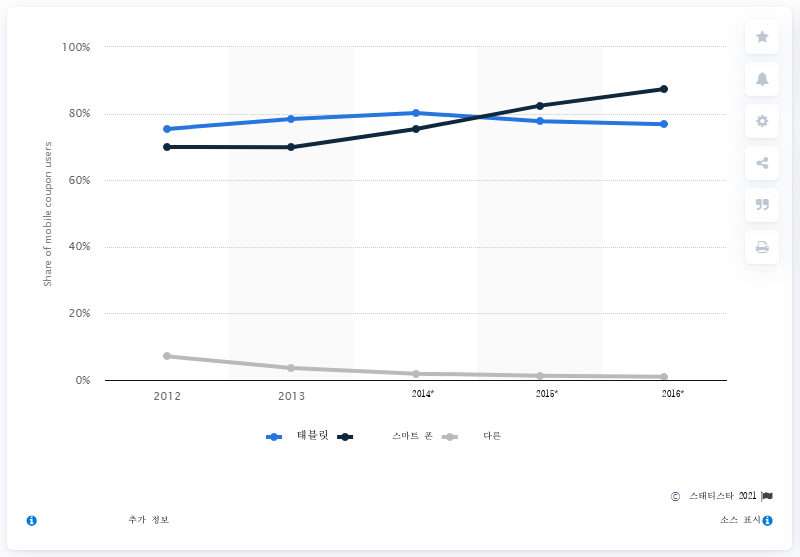 100%
80%
60%
40%
20%
0%
Share of mobile coupon users
2012 2013 2014* 2015* 2016*
태블릿 스마트 폰 다른
© 스태티스타 2021
추가 정보 소스 표시